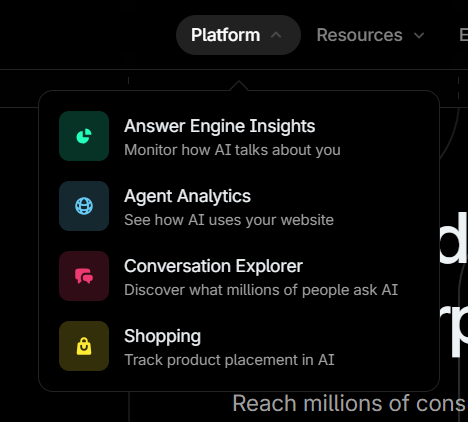 Platform
Resources
Answer Engine Insights
Monitor how AI talks about you
Agent Analytics
See how AI uses your website
Conversation Explorer
Discover what millions of people ask AI
Shopping
Track product placement in AI
Reach millions of cons